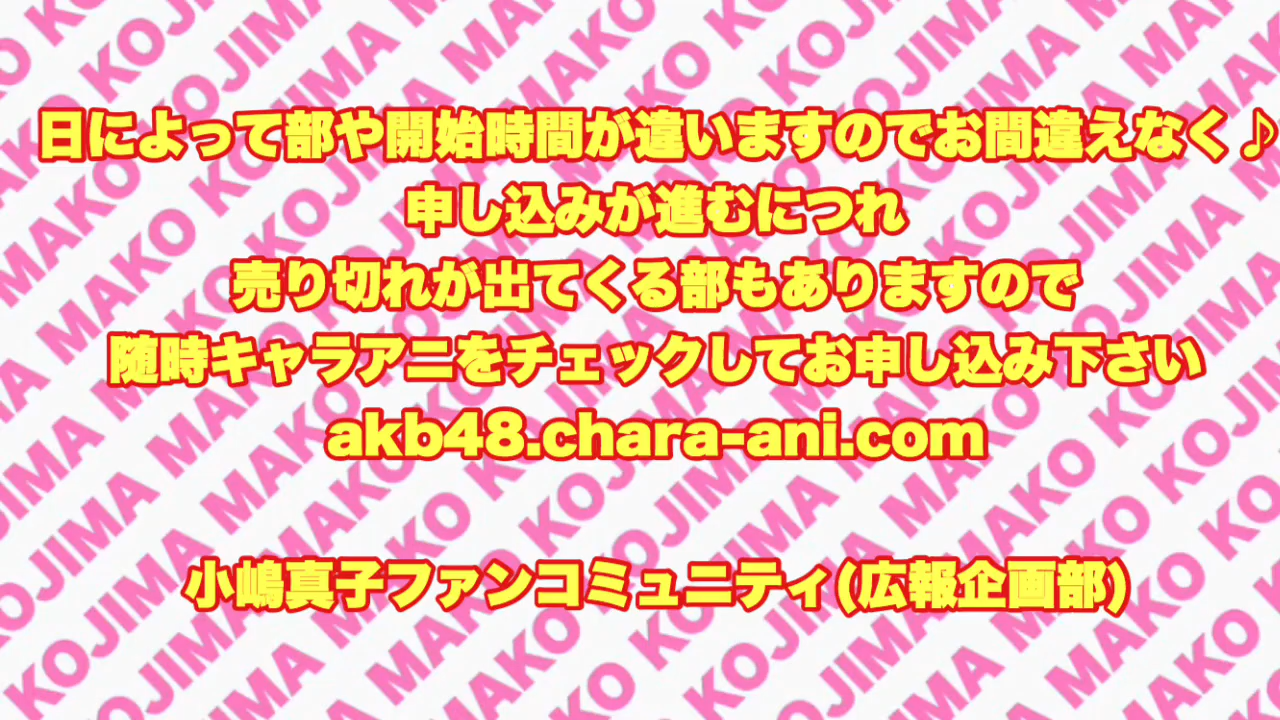 日によって部や開始時間が違いますのでお間違えなく♪
申し込みが進むにつれ
売り切れが出てくる部もありますので
随時キャラアニをチェックしてお申し込み下さい
akb48.chara-ani.com
小嶋真子ファンコミュニティ(広報企画部)
MAKO KOJIMA MAKO KOJIMA